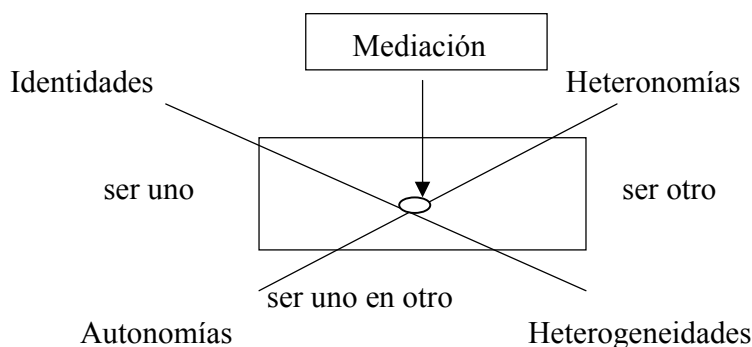 Mediación
Identidades Heteronomías
ser uno ser otro
ser uno en otro
Autonomías Heterogeneidades